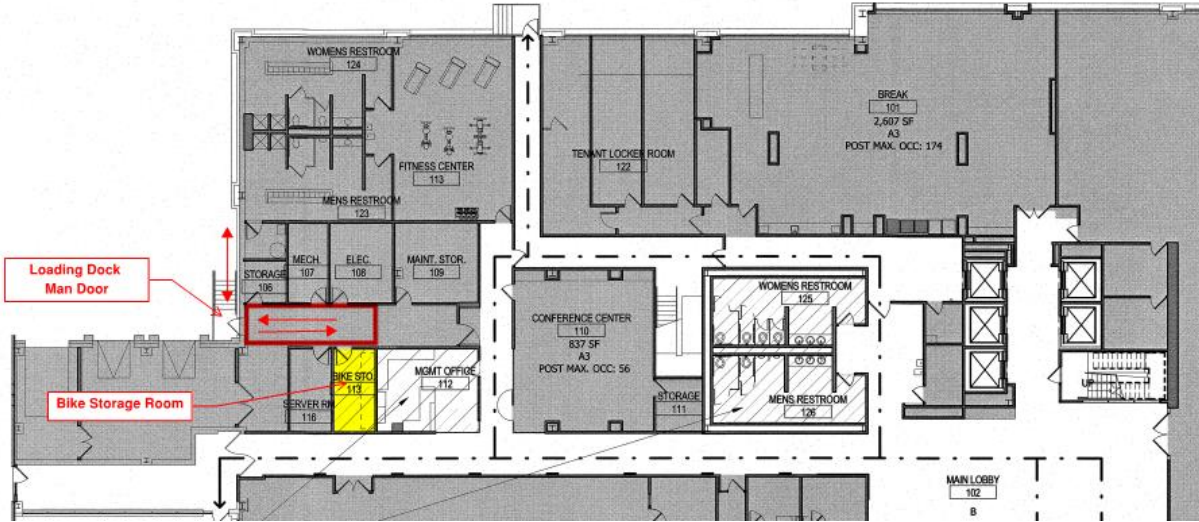 WOMENS RESTROOM
124
BREAK
101
2,607 SF
A3
POST MAX. OCC: 174
TENANT LOCKER ROOM
122
FITNESS CENTER
113
MENS RESTROOM
123
MECH.
107
ELEC.
108
MAINT. STOR.
109
STORAGE
106
Loading Dock
Man Door
WOMENS RESTROOM
125
CONFERENCE CENTER
110
837 SF
A3
POST MAX. OCC: 56
BIKE STO.
113
MGMT OFFICE
112
UP
Bike Storage Room
SERVER RM
116
STORAGE
111
MENS RESTROOM
126
MAIN LOBBY
102
B